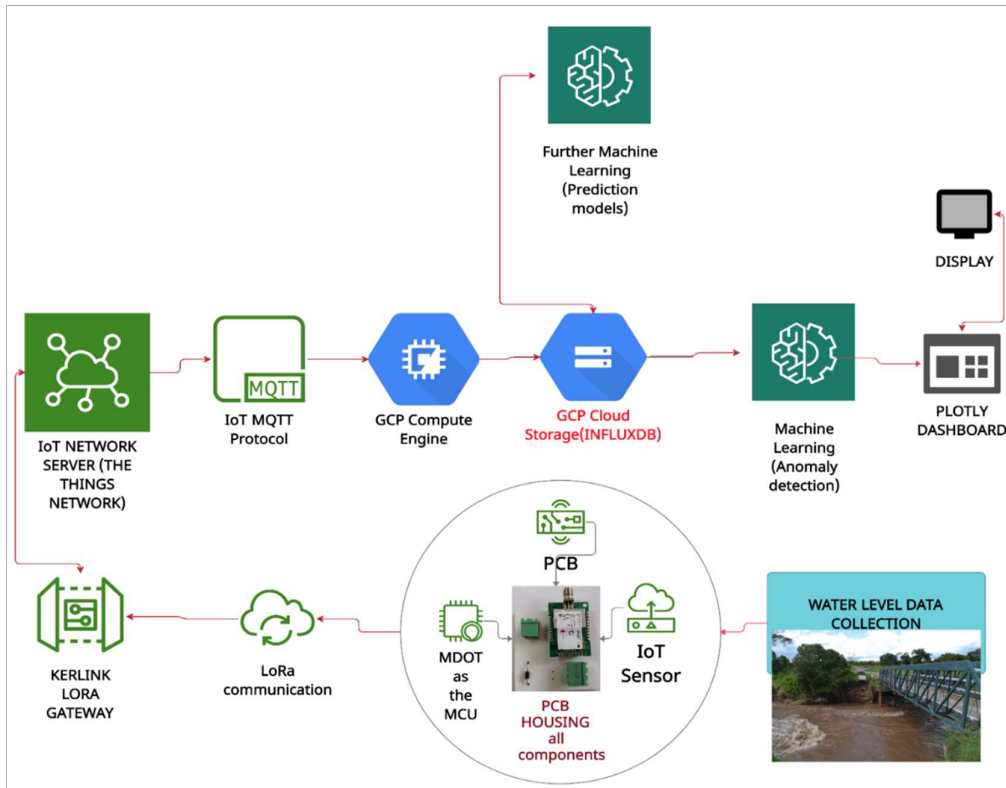 Further Machine
Learning
(Prediction
models)
DISPLAY
IoT NETWORK
SERVER (THE
THINGS
NETWORK)
MQTT
IoT MQTT
Protocol
GCP Compute
Engine
GCP Cloud
Storage(INFLUXDB)
Machine
Learning
(Anomaly
detection)
PLOTLY
DASHBOARD
KERLINK
LORA
GATEWAY
LoRa
communication
PCB
MDOT
as
the
MCU
IoT
Sensor
PCB
HOUSING
all
components
WATER LEVEL DATA
COLLECTION